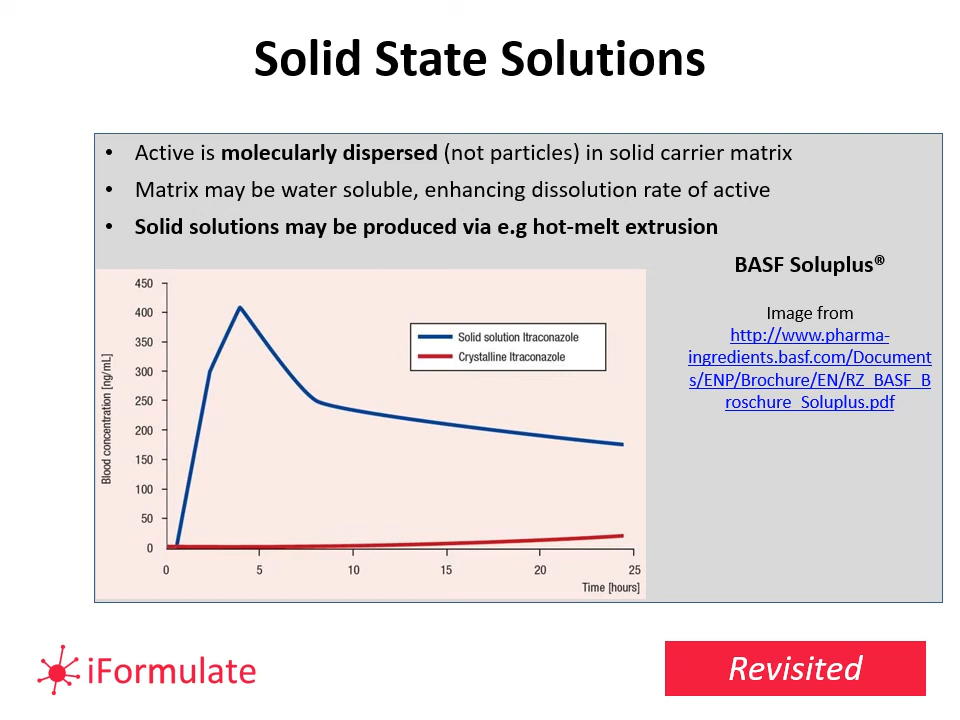 Solid State Solutions
• Active is molecularly dispersed (not particles) in solid carrier matrix
• Matrix may be water soluble, enhancing dissolution rate of active
• Solid solutions may be produced via e.g hot-melt extrusion
BASF Soluplus®
Image from
http://www.pharma-
ingredients.basf.com/Document
s/ENP/Brochure/EN/RZ_BASF_B
roschure_Soluplus.pdf
Blood concentration [ng/mL]
450
400
350
300
250
200
150
100
50
0
Solid solution Itraconazole
Crystalline Itraconazole
0 5 10 15 20 25
Time [hours]
iFormulate
Revisited